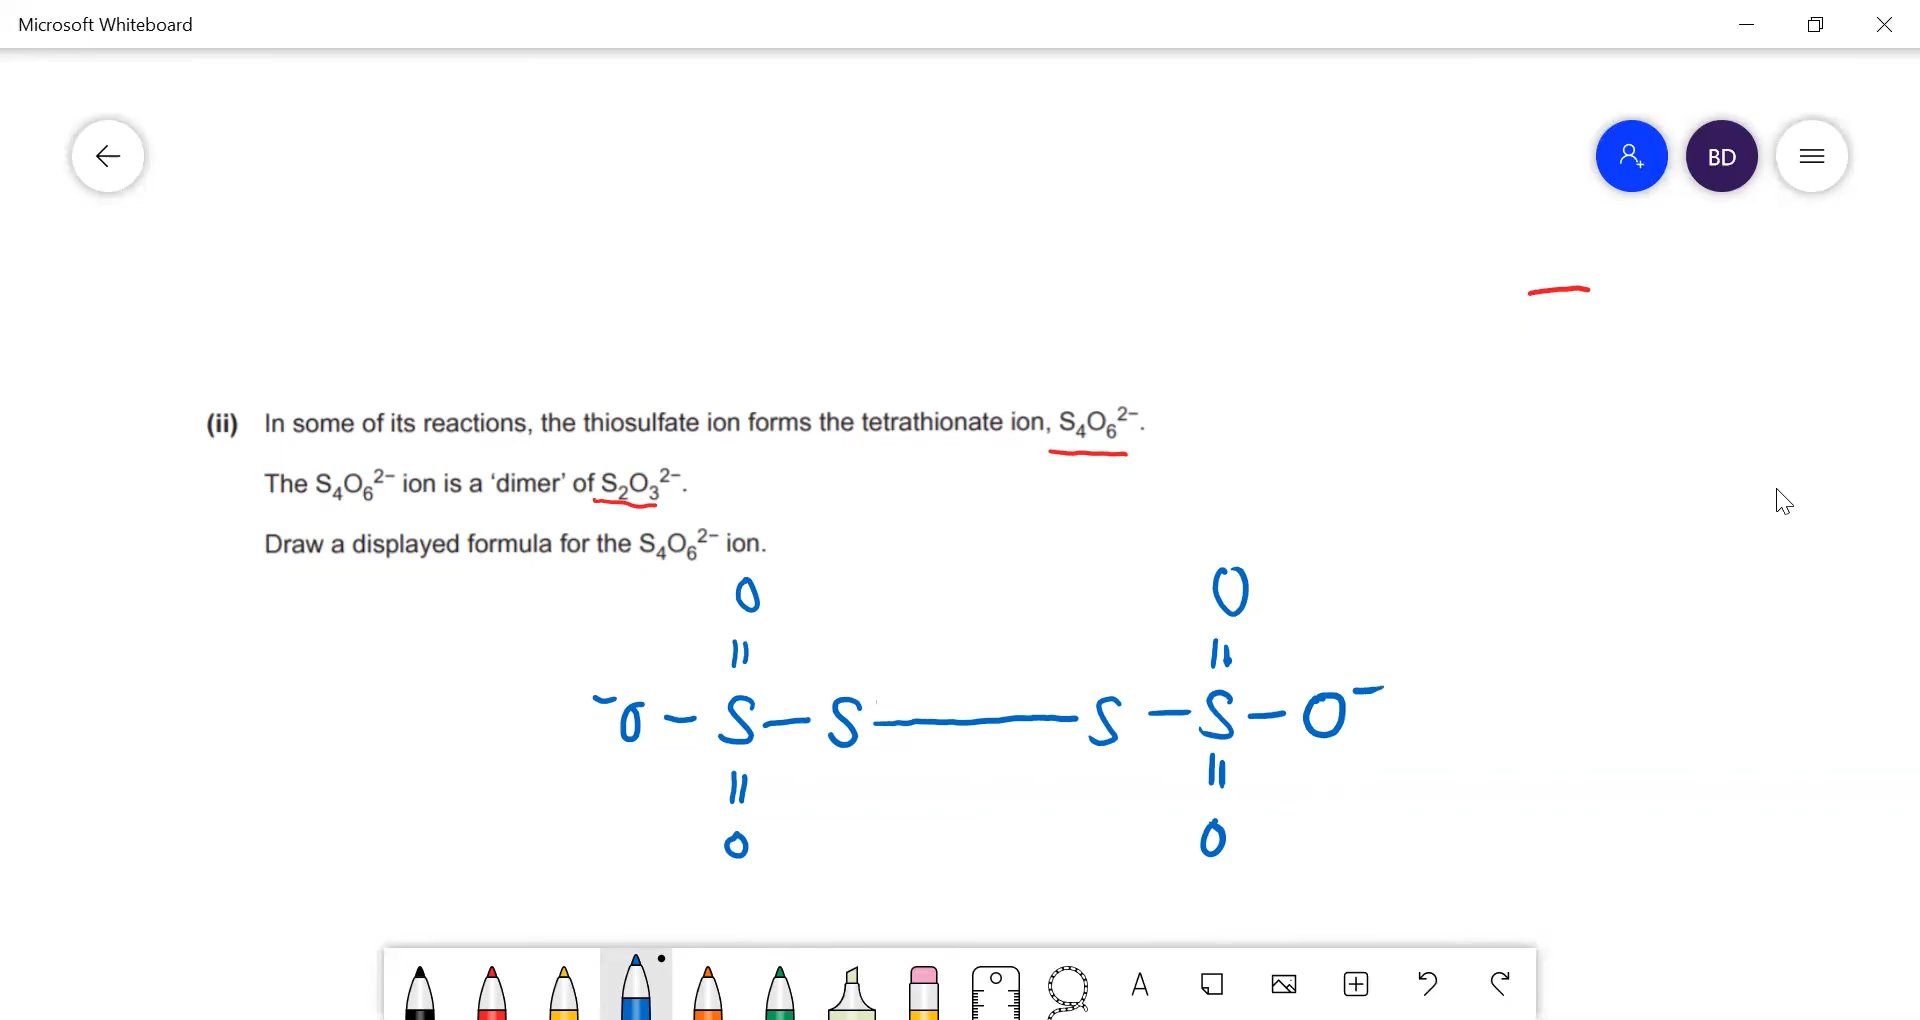 Microsoft Whiteboard
BD
(ii) In some of its reactions, the thiosulfate ion forms the tetrathionate ion, S₄O₆²⁻.
The S₄O₆²⁻ ion is a ‘dimer’ of S₂O₃²⁻.
Draw a displayed formula for the S₄O₆²⁻ ion.
O O
|| ||
⁻O – S – S — S – S – O⁻
|| ||
O O
A